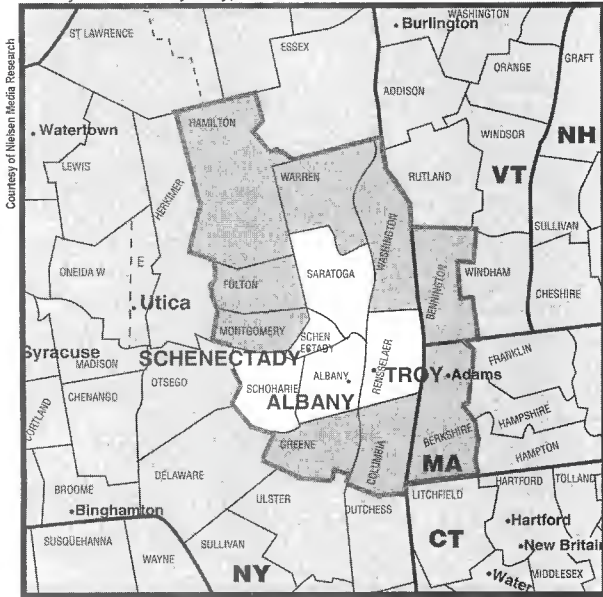 Courtesy of Nielsen Media Research
ST LAWRENCE
ESSEX
Burlington
WASHINGTON
ORANGE
GRAFT
ADDISON
HAMILTON
Watertown
LEWIS
HERKIMER
WARREN
WASHINGTON
RUTLAND
WINDSOR
VT
NH
SULLIVAN
ONEIDA W
E
Utica
FULTON
SARATOGA
BENNINGTON
WINDHAM
CHESHIRE
MONTGOMERY
SCHEN
ECTADY
Syracuse
MADISON
SCHENECTADY
OTSEGO
SCHOHARIE
ALBANY
ALBANY
RENSSELAER
TROY
Adams
FRANKLIN
CORTLAND
CHENANGO
HAMPSHIRE
BERKSHIRE
MA
HAMPTON
GREENE
COLUMBIA
DELAWARE
ULSTER
DUTCHESS
LITCHFIELD
HARTFORD
TOLLAND
BROOME
Binghamton
Hartford
New Britain
CT
SUSQUEHANNA
WAYNE
SULLIVAN
NY
Water
MIDDLESEX